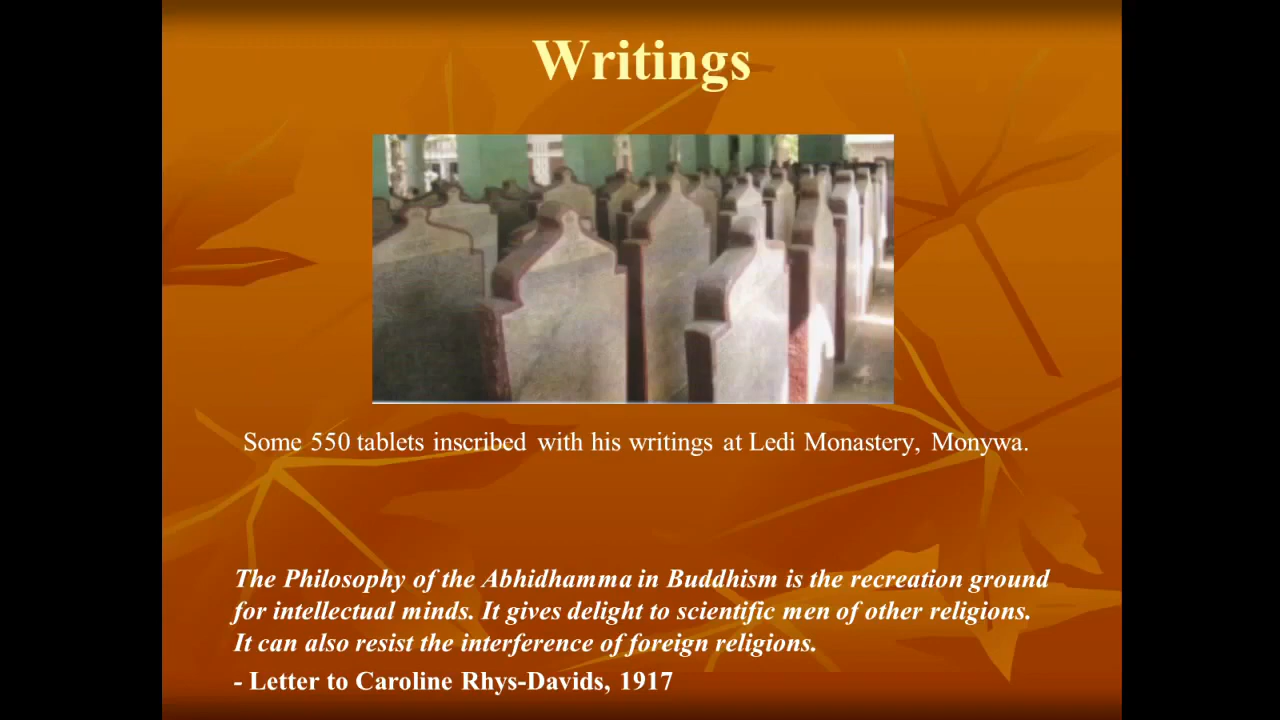 Writings
Some 550 tablets inscribed with his writings at Ledi Monastery, Monywa.
The Philosophy of the Abhidhamma in Buddhism is the recreation ground
for intellectual minds. It gives delight to scientific men of other religions.
It can also resist the interference of foreign religions.
- Letter to Caroline Rhys-Davids, 1917